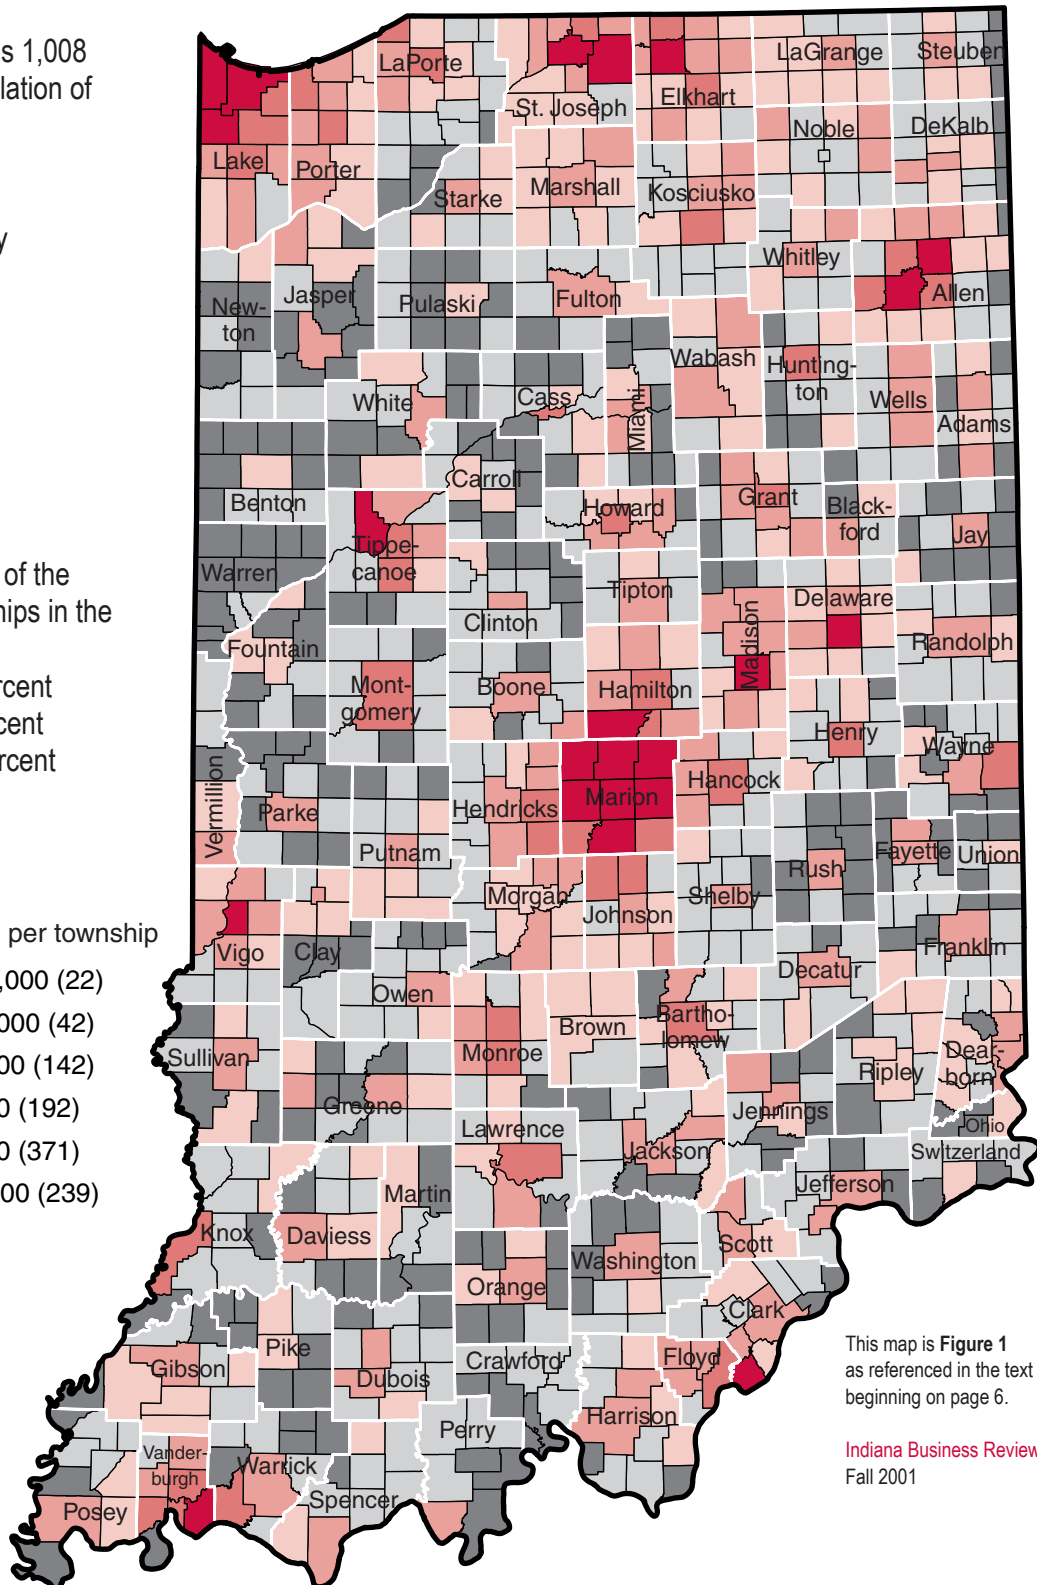 s 1,008
lation of
y
of the
hips in the
rcent
cent
rcent
per township
,000 (22)
000 (42)
00 (142)
0 (192)
0 (371)
00 (239)
LaPorte
St. Joseph
Elkhart
LaGrange
Steuben
Noble
DeKalb
Lake
Porter
Starke
Marshall
Kosciusko
Whitley
Allen
New-
ton
Jasper
Pulaski
Fulton
Wabash
Hunting-
ton
Wells
Adams
White
Cass
Miami
Carroll
Benton
Howard
Grant
Black-
ford
Jay
Warren
Tippe-
canoe
Clinton
Tipton
Madison
Delaware
Randolph
Fountain
Mont-
gomery
Boone
Hamilton
Henry
Wayne
Vermillion
Parke
Putnam
Hendricks
Marion
Hancock
Rush
Fayette
Union
Vigo
Clay
Owen
Morgan
Johnson
Shelby
Decatur
Franklin
Sullivan
Greene
Monroe
Brown
Bartho-
lomew
Jennings
Ripley
Dear-
born
Ohio
Switzerland
Lawrence
Jackson
Jefferson
Knox
Daviess
Martin
Orange
Washington
Scott
Clark
Gibson
Pike
Dubois
Crawford
Floyd
Harrison
Perry
Vander-
burgh
Warrick
Spencer
Posey
This map is Figure 1
as referenced in the text
beginning on page 6.
Indiana Business Review
Fall 2001